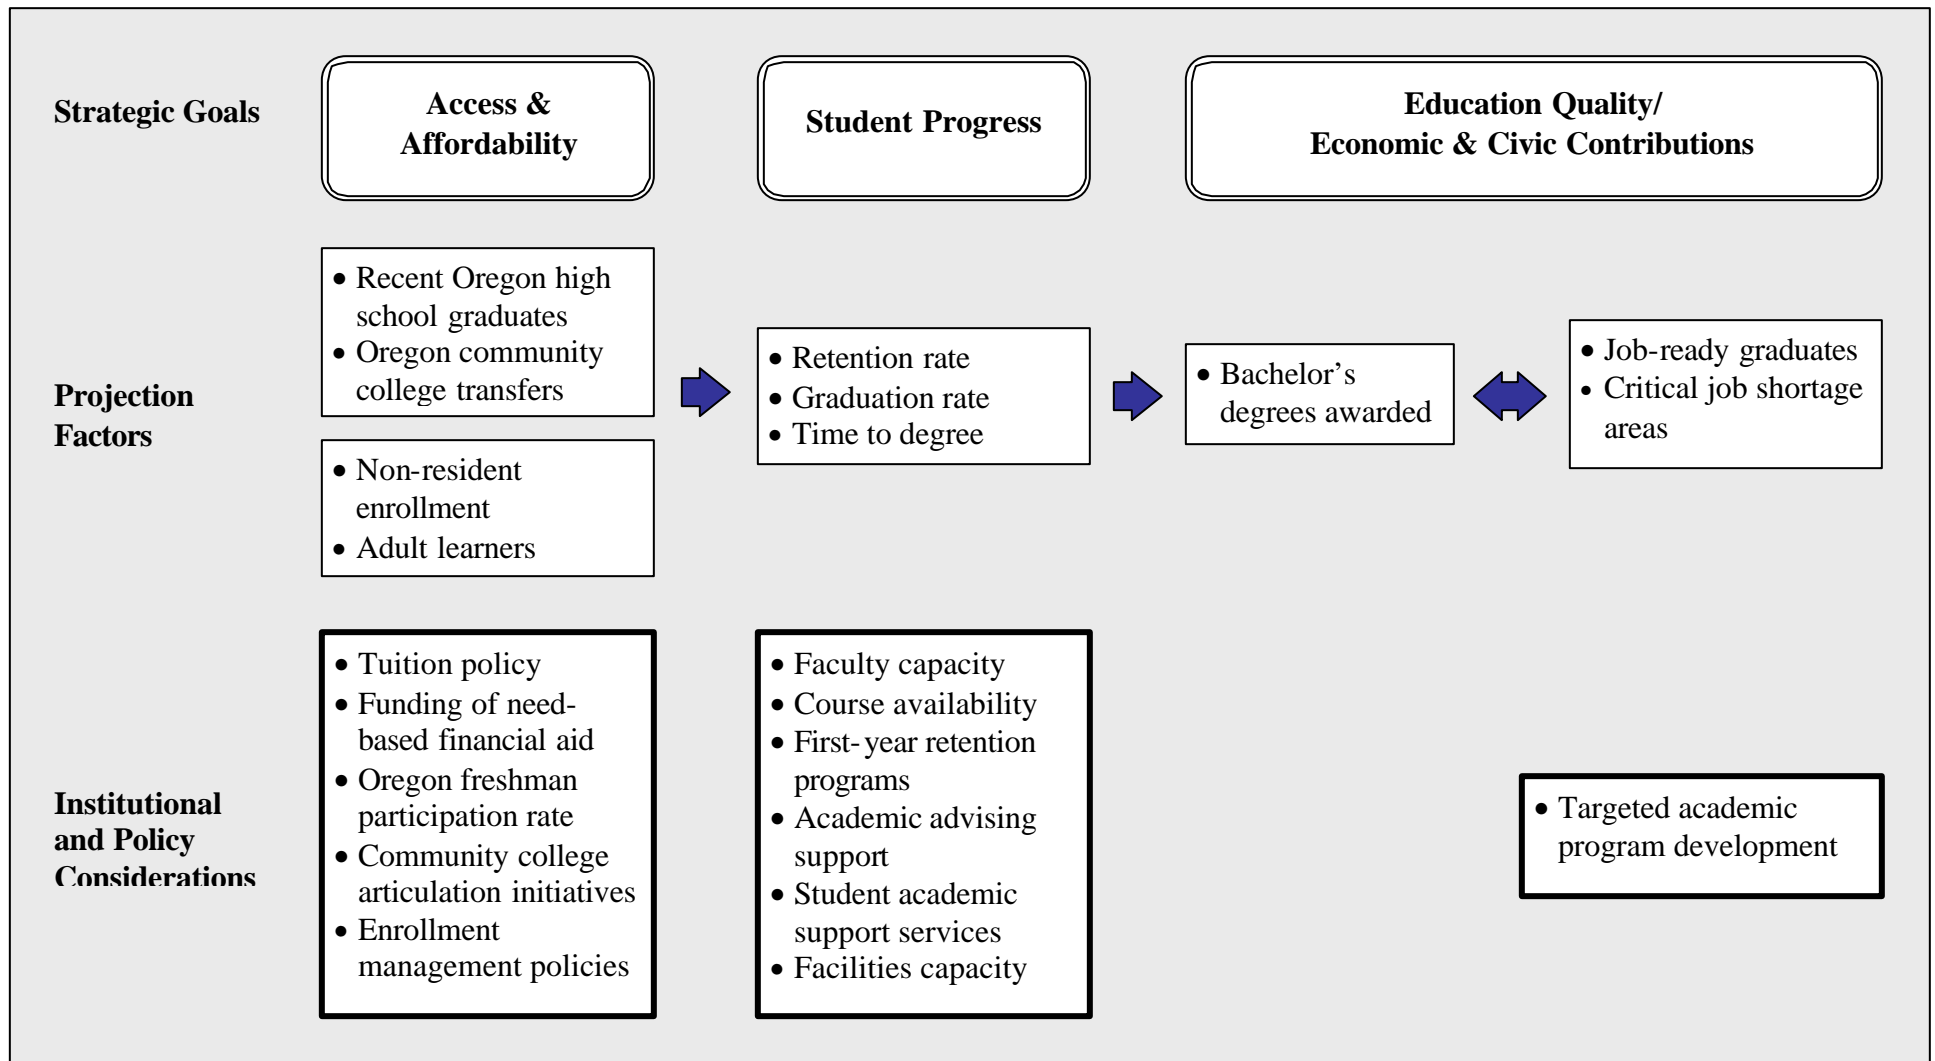 Strategic Goals
Access &
Affordability
Student Progress
Education Quality/
Economic & Civic Contributions
Projection
Factors
• Recent Oregon high
school graduates
• Oregon community
college transfers
• Non-resident
enrollment
• Adult learners
• Retention rate
• Graduation rate
• Time to degree
• Bachelor’s
degrees awarded
• Job-ready graduates
• Critical job shortage
areas
Institutional
and Policy
Considerations
• Tuition policy
• Funding of need-
based financial aid
• Oregon freshman
participation rate
• Community college
articulation initiatives
• Enrollment
management policies
• Faculty capacity
• Course availability
• First-year retention
programs
• Academic advising
support
• Student academic
support services
• Facilities capacity
• Targeted academic
program development